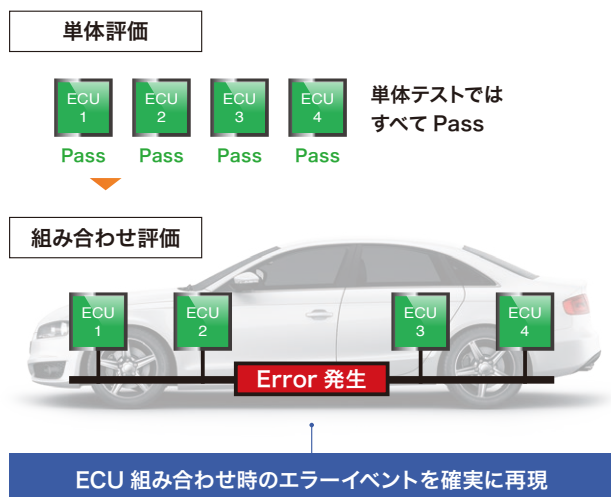 単体評価
ECU
1
ECU
2
ECU
3
ECU
4
単体テストでは
すべて Pass
Pass
Pass
Pass
Pass
組み合わせ評価
ECU
1
ECU
2
ECU
3
ECU
4
Error 発生
ECU 組み合わせ時のエラーイベントを確実に再現